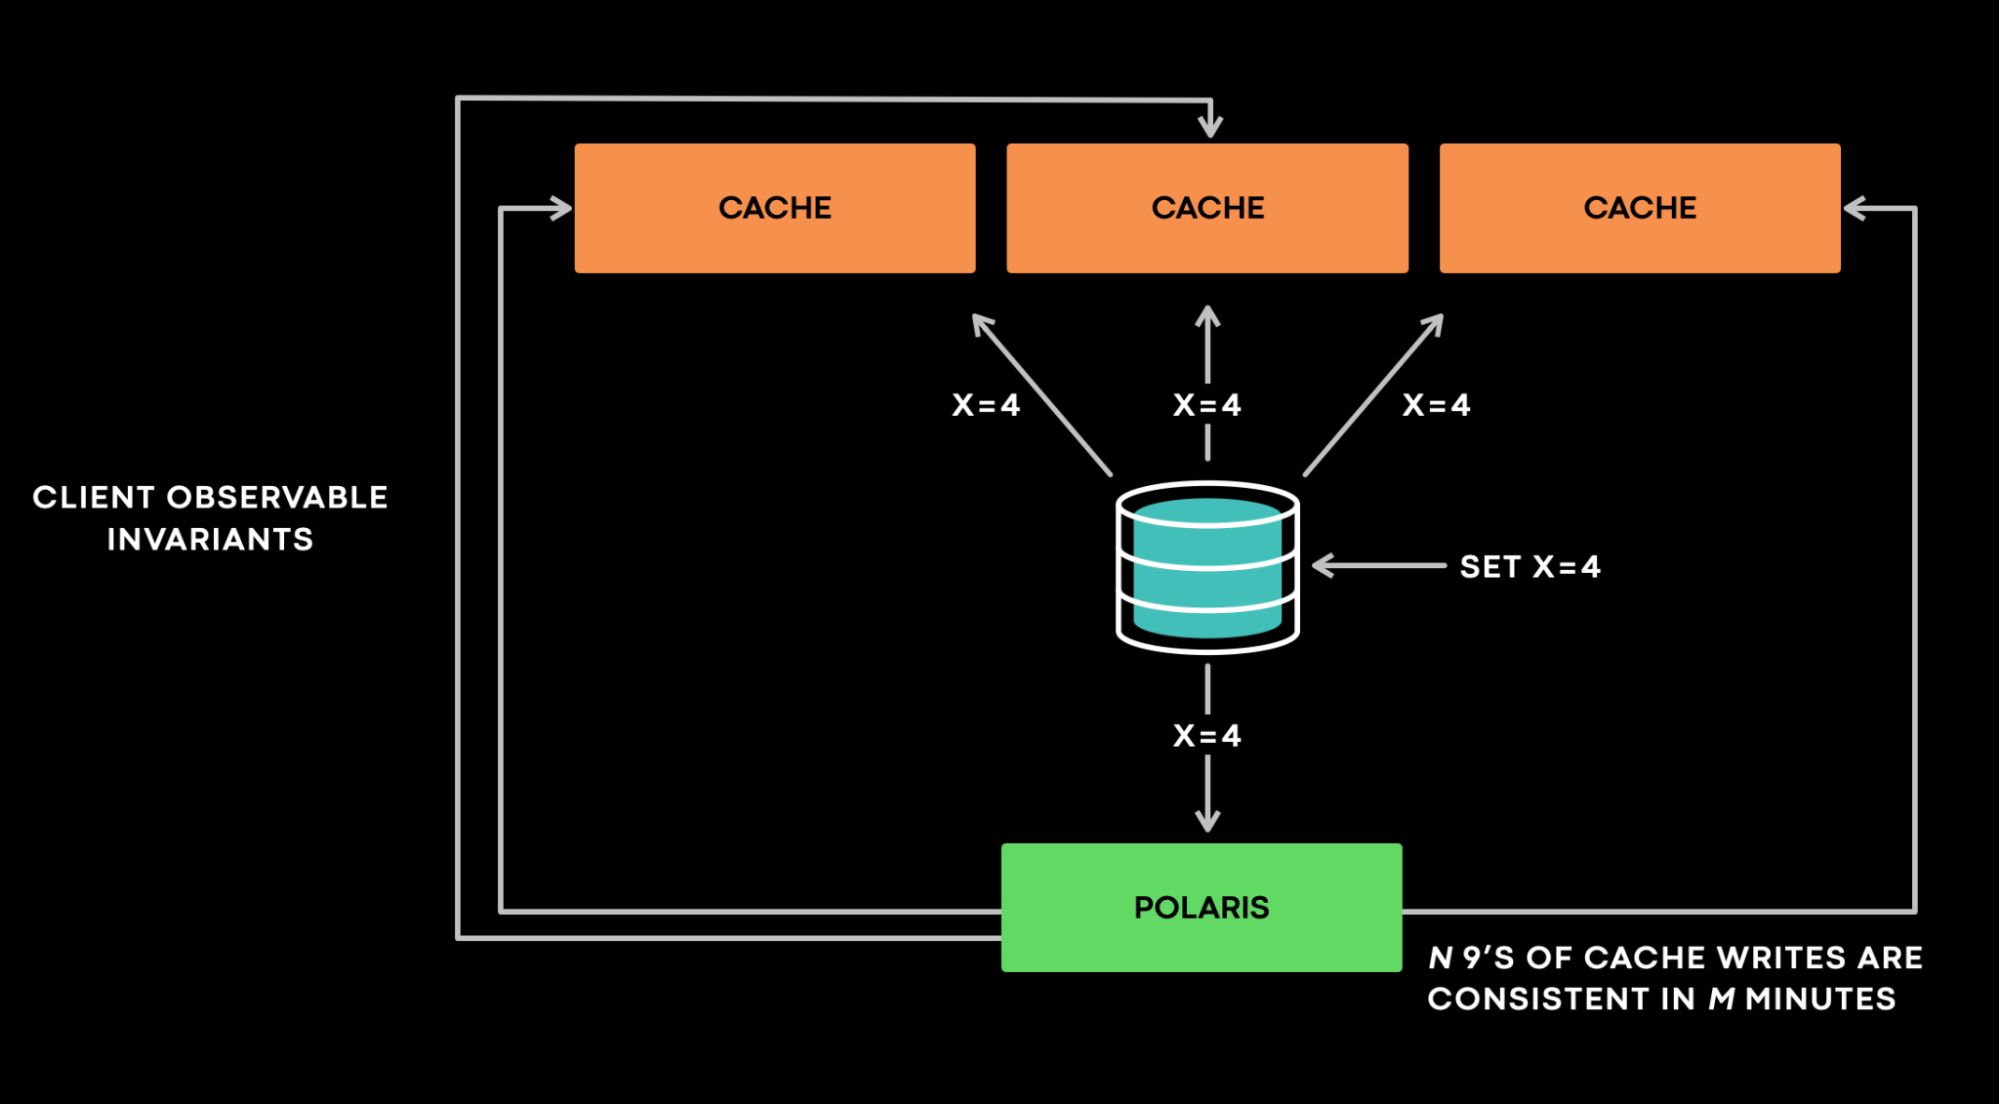 CACHE
CACHE
CACHE
X=4
X=4
X=4
CLIENT OBSERVABLE
INVARIANTS
SET X=4
X=4
POLARIS
N 9’S OF CACHE WRITES ARE
CONSISTENT IN M MINUTES